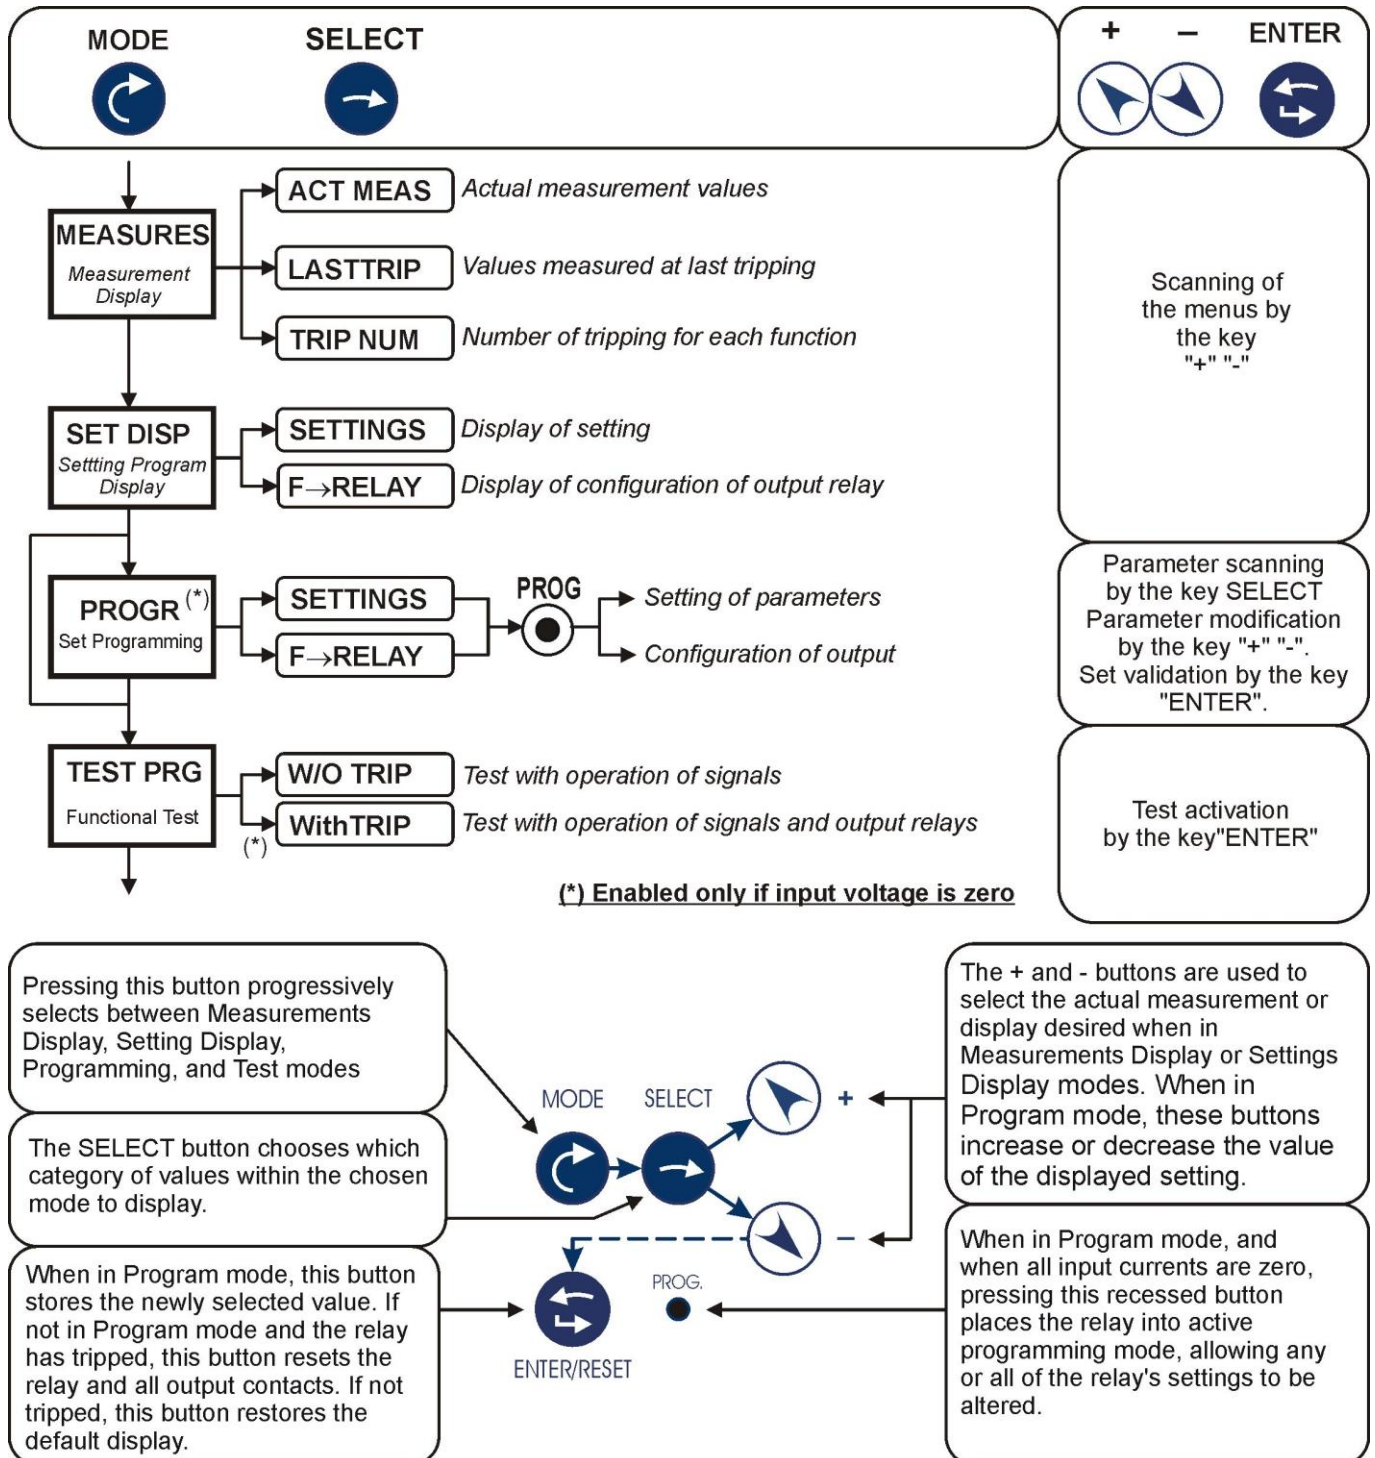 MODE
SELECT
+
–
ENTER
MEASURES
Measurement
Display
ACT MEAS
Actual measurement values
LASTTRIP
Values measured at last tripping
TRIP NUM
Number of tripping for each function
Scanning of
the menus by
the key
"+" "-"
SET DISP
Settting Program
Display
SETTINGS
Display of setting
F→RELAY
Display of configuration of output relay
PROGR (*)
Set Programming
SETTINGS
F→RELAY
PROG
Setting of parameters
Configuration of output
Parameter scanning
by the key SELECT
Parameter modification
by the key "+" "-".
Set validation by the key
"ENTER".
TEST PRG
Functional Test
(*)
W/O TRIP
Test with operation of signals
WithTRIP
Test with operation of signals and output relays
Test activation
by the key"ENTER"
(*) Enabled only if input voltage is zero
Pressing this button progressively
selects between Measurements
Display, Setting Display,
Programming, and Test modes
The SELECT button chooses which
category of values within the chosen
mode to display.
When in Program mode, this button
stores the newly selected value. If
not in Program mode and the relay
has tripped, this button resets the
relay and all output contacts. If not
tripped, this button restores the
default display.
MODE
SELECT
+
–
PROG.
ENTER/RESET
The + and - buttons are used to
select the actual measurement or
display desired when in
Measurements Display or Settings
Display modes. When in
Program mode, these buttons
increase or decrease the value
of the displayed setting.
When in Program mode, and
when all input currents are zero,
pressing this recessed button
places the relay into active
programming mode, allowing any
or all of the relay's settings to be
altered.